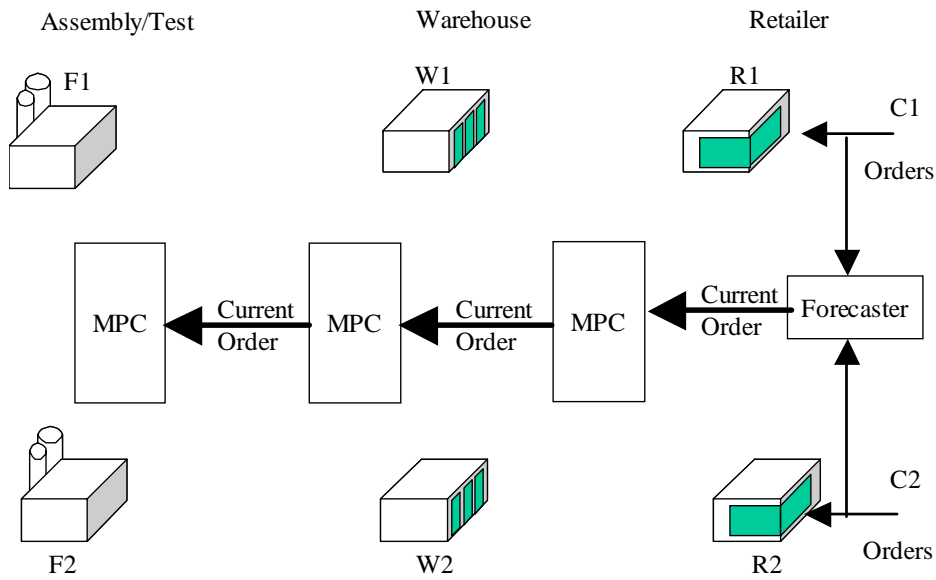 Assembly/Test
Warehouse
Retailer
F1
W1
R1
C1
Orders
MPC
Current
Order
MPC
Current
Order
MPC
Current
Order
Forecaster
F2
W2
R2
C2
Orders